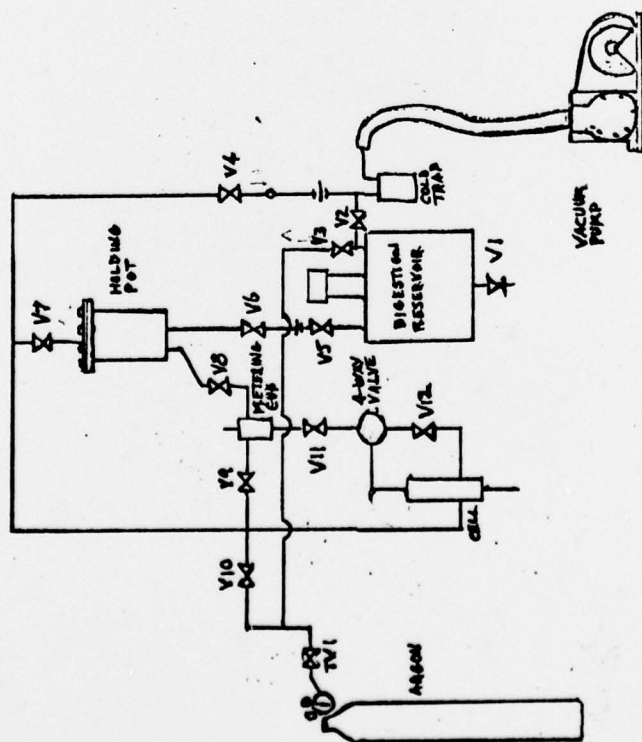 V4
V7
HOLDING
POT
V3
V2
COLD
TRAP
VACUUM
PUMP
V6
V8
METERING
V5
DIGESTION
RESERVOIR
V1
V9
V11
4-WAY
VALVE
V12
V10
CELL
TV1
ARGON